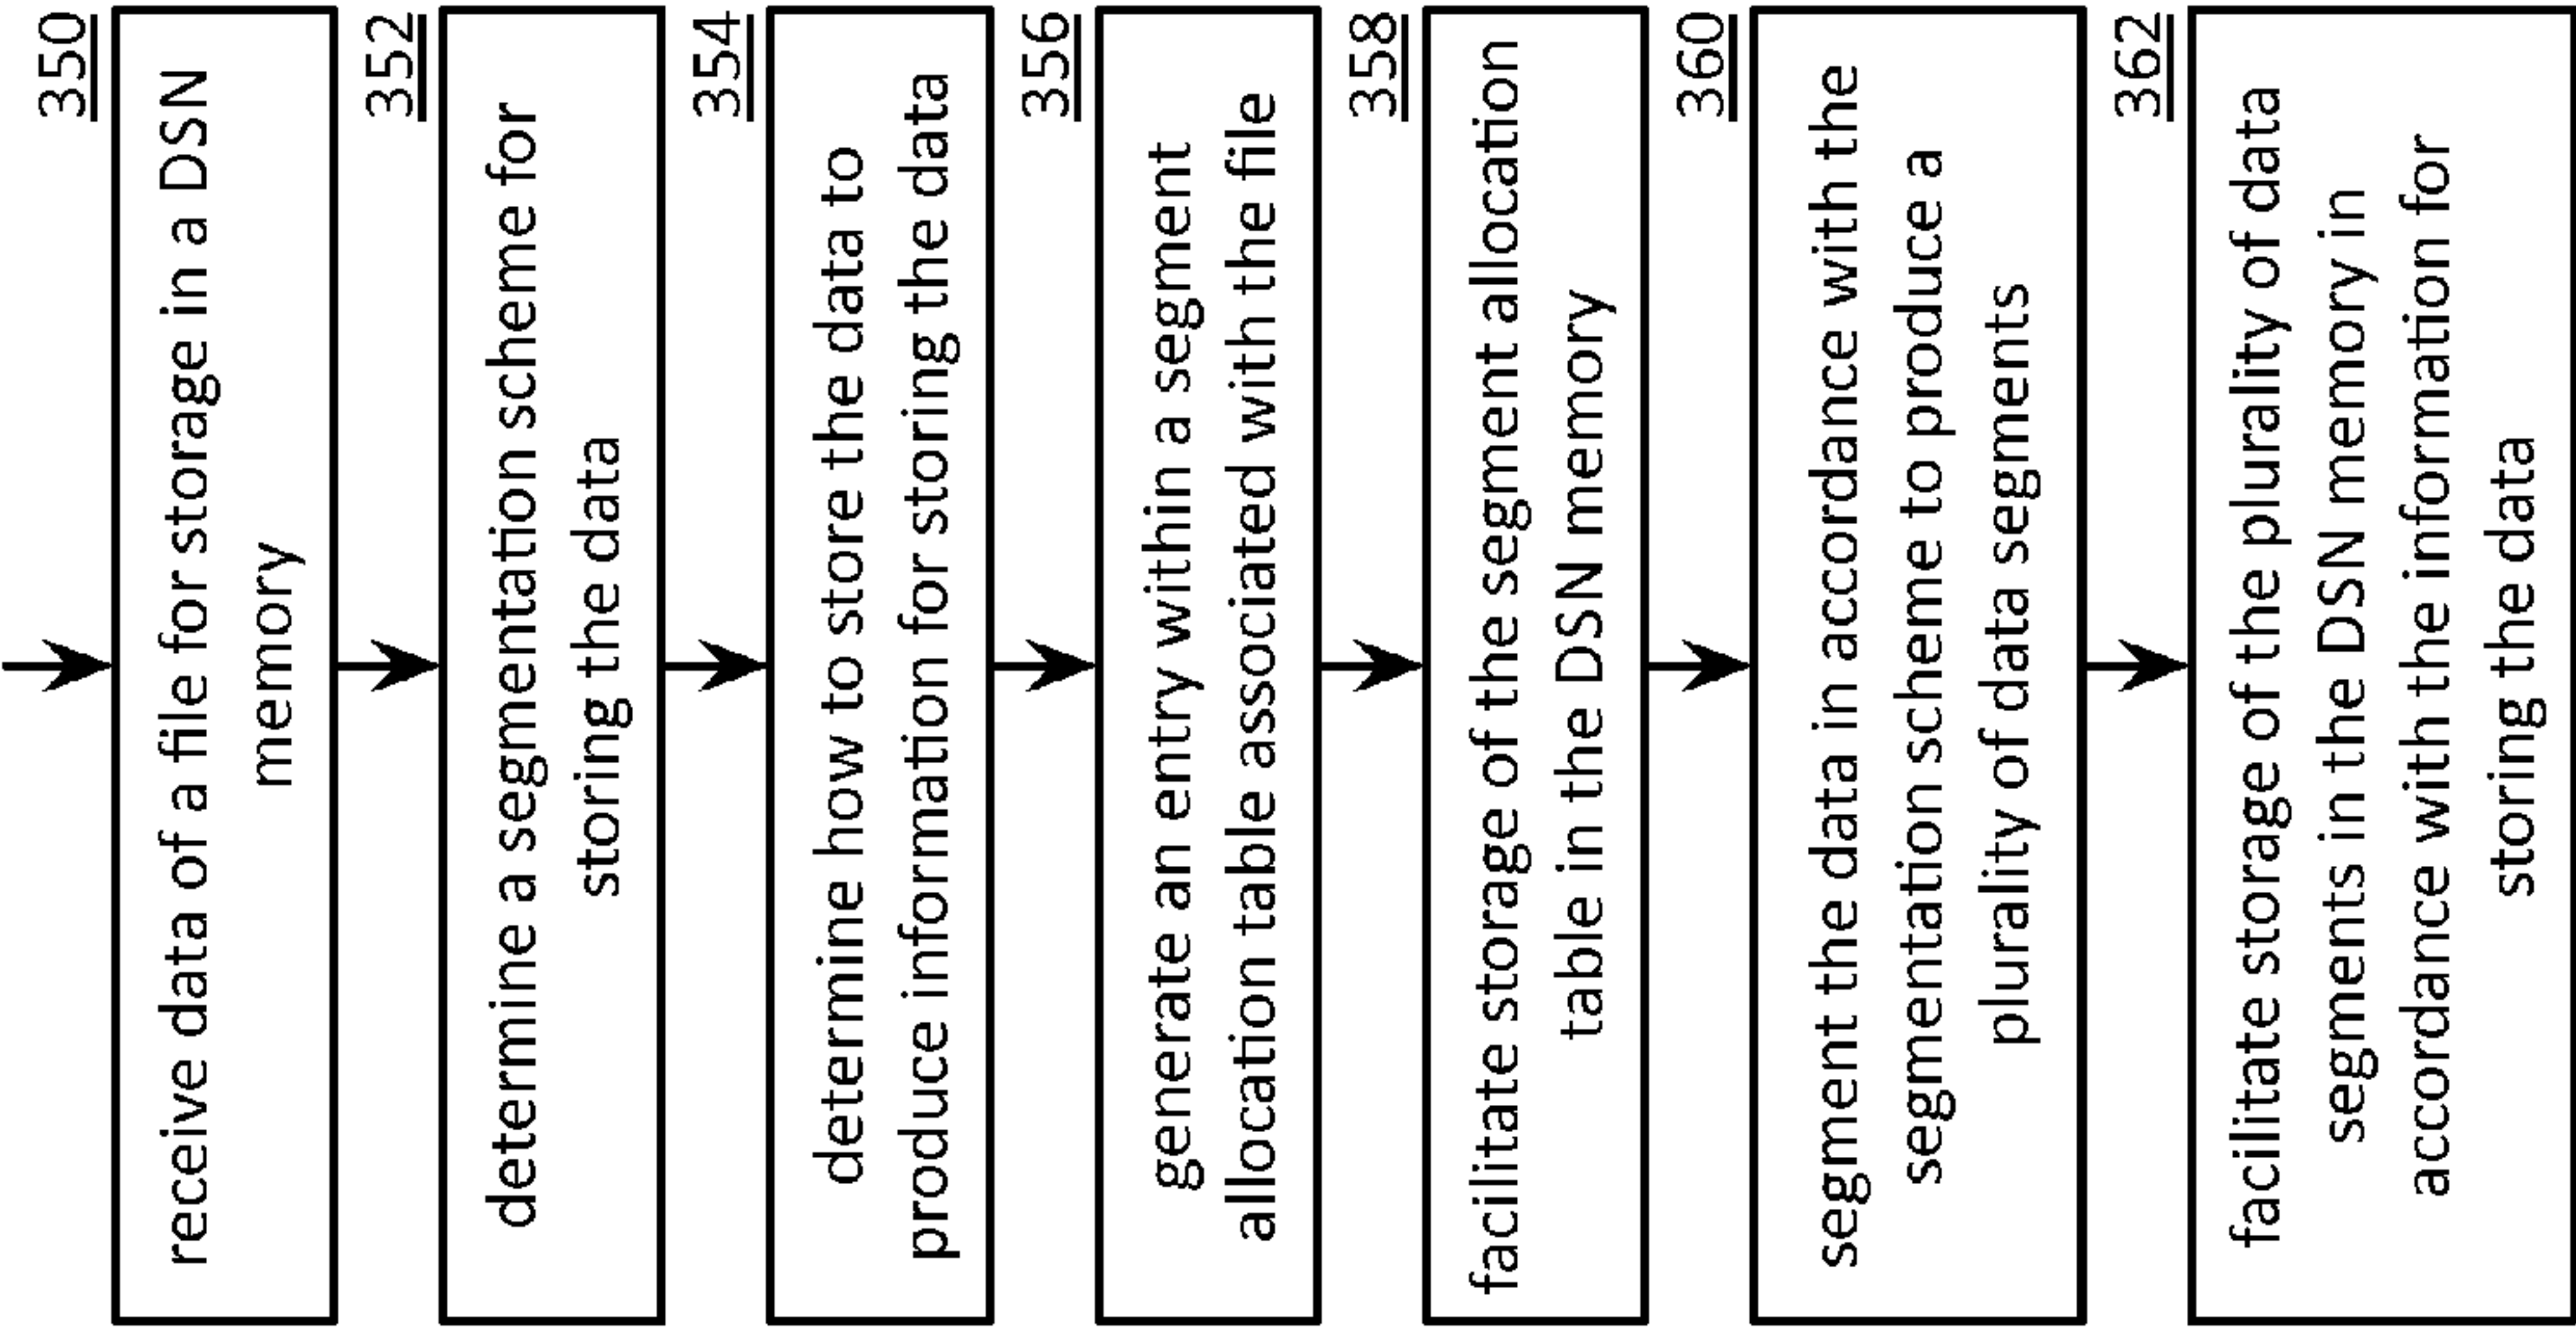 350
receive data of a file for storage in a DSN
memory
352
determine a segmentation scheme for
storing the data
354
determine how to store the data to
produce information for storing the data
356
generate an entry within a segment
allocation table associated with the file
358
facilitate storage of the segment allocation
table in the DSN memory
360
segment the data in accordance with the
segmentation scheme to produce a
plurality of data segments
362
facilitate storage of the plurality of data
segments in the DSN memory in
accordance with the information for
storing the data